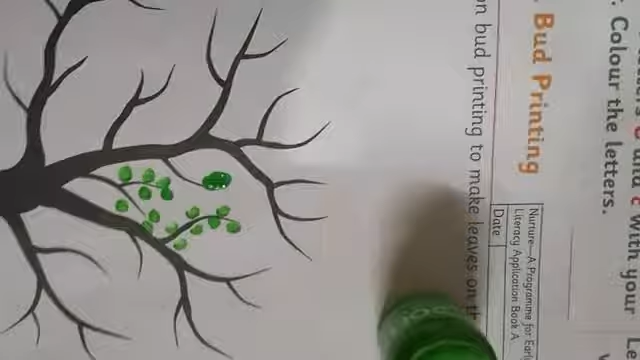 and c with your
. Colour the letters.
Bud Printing
on bud printing to make leaves on th
Nurture—A Programme for Earl
Literacy Application Book A
Date